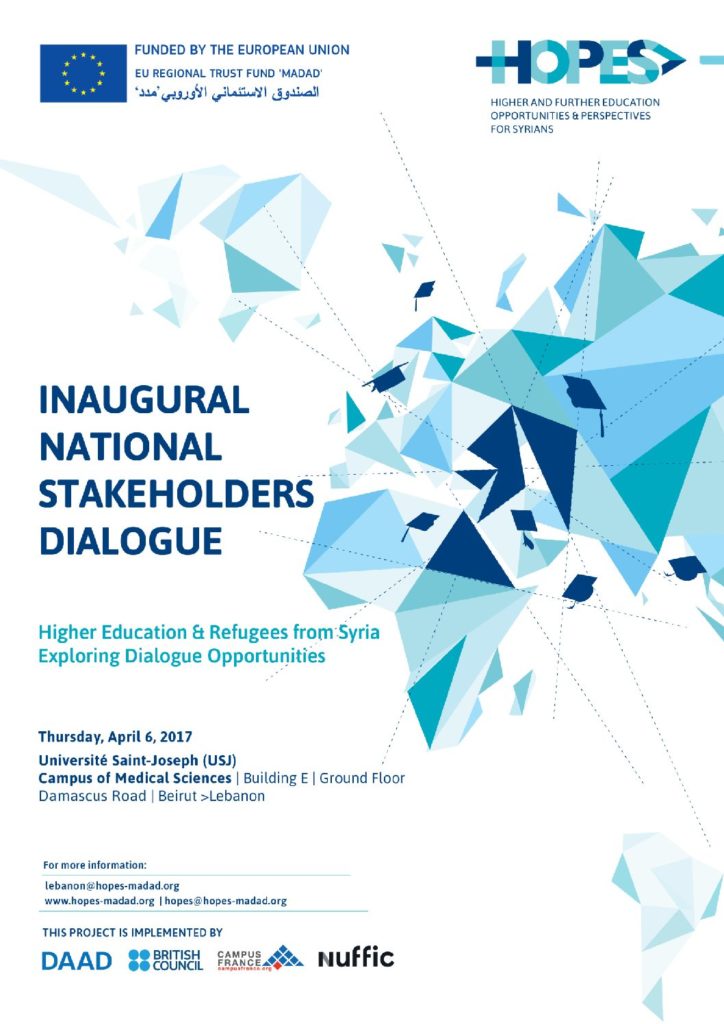 FUNDED BY THE EUROPEAN UNION
EU REGIONAL TRUST FUND 'MADAD'
الصندوق الاستئماني الأوروبي 'مدد'
HOPES
HIGHER AND FURTHER EDUCATION
OPPORTUNITIES & PERSPECTIVES
FOR SYRIANS
INAUGURAL
NATIONAL
STAKEHOLDERS
DIALOGUE
Higher Education & Refugees from Syria
Exploring Dialogue Opportunities
Thursday, April 6, 2017
Université Saint-Joseph (USJ)
Campus of Medical Sciences | Building E | Ground Floor
Damascus Road | Beirut >Lebanon
For more information:
lebanon@hopes-madad.org
www.hopes-madad.org | hopes@hopes-madad.org
THIS PROJECT IS IMPLEMENTED BY
DAAD
BRITISH
COUNCIL
CAMPUS
FRANCE
campusfrance.org
nuffic